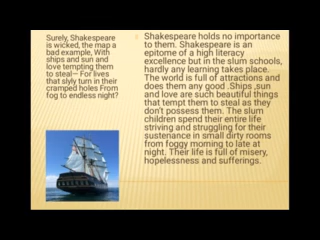 Surely, Shakespeare
is wicked, the map a
bad example, With
ships and sun and
love tempting them
to steal— For lives
that slyly turn in their
cramped holes From
fog to endless night?
Shakespeare holds no importance
to them. Shakespeare is an
epitome of a high literacy
excellence but in the slum schools,
hardly any learning takes place.
The world is full of attractions and
does them any good .Ships ,sun
and love are such beautiful things
that tempt them to steal as they
don't possess them. The slum
children spend their entire life
striving and struggling for their
sustenance in small dirty rooms
from foggy morning to late at
night. Their life is full of misery,
hopelessness and sufferings.